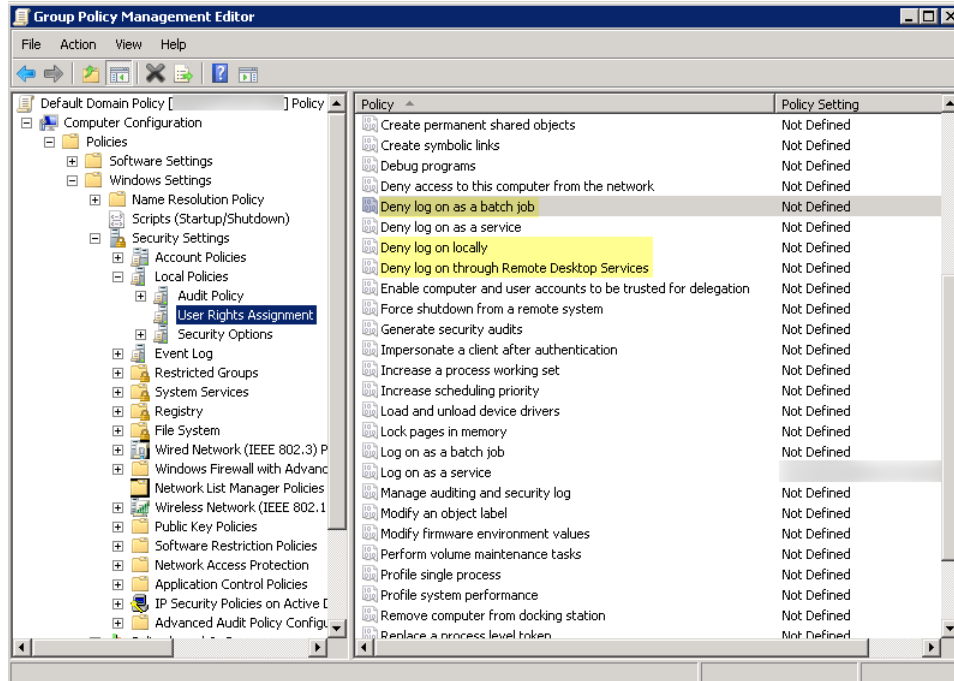 Group Policy Management Editor
File Action View Help
Default Domain Policy [ ] Policy
Computer Configuration
Policies
Software Settings
Windows Settings
Name Resolution Policy
Scripts (Startup/Shutdown)
Security Settings
Account Policies
Local Policies
Audit Policy
User Rights Assignment
Security Options
Event Log
Restricted Groups
System Services
Registry
File System
Wired Network (IEEE 802.3) P
Windows Firewall with Advanc
Network List Manager Policies
Wireless Network (IEEE 802.1
Public Key Policies
Software Restriction Policies
Network Access Protection
Application Control Policies
IP Security Policies on Active D
Advanced Audit Policy Configu
Policy Policy Setting
Create permanent shared objects Not Defined
Create symbolic links Not Defined
Debug programs Not Defined
Deny access to this computer from the network Not Defined
Deny log on as a batch job Not Defined
Deny log on as a service Not Defined
Deny log on locally Not Defined
Deny log on through Remote Desktop Services Not Defined
Enable computer and user accounts to be trusted for delegation Not Defined
Force shutdown from a remote system Not Defined
Generate security audits Not Defined
Impersonate a client after authentication Not Defined
Increase a process working set Not Defined
Increase scheduling priority Not Defined
Load and unload device drivers Not Defined
Lock pages in memory Not Defined
Log on as a batch job Not Defined
Log on as a service
Manage auditing and security log Not Defined
Modify an object label Not Defined
Modify firmware environment values Not Defined
Perform volume maintenance tasks Not Defined
Profile single process Not Defined
Profile system performance Not Defined
Remove computer from docking station Not Defined
Replace a process level token Not Defined